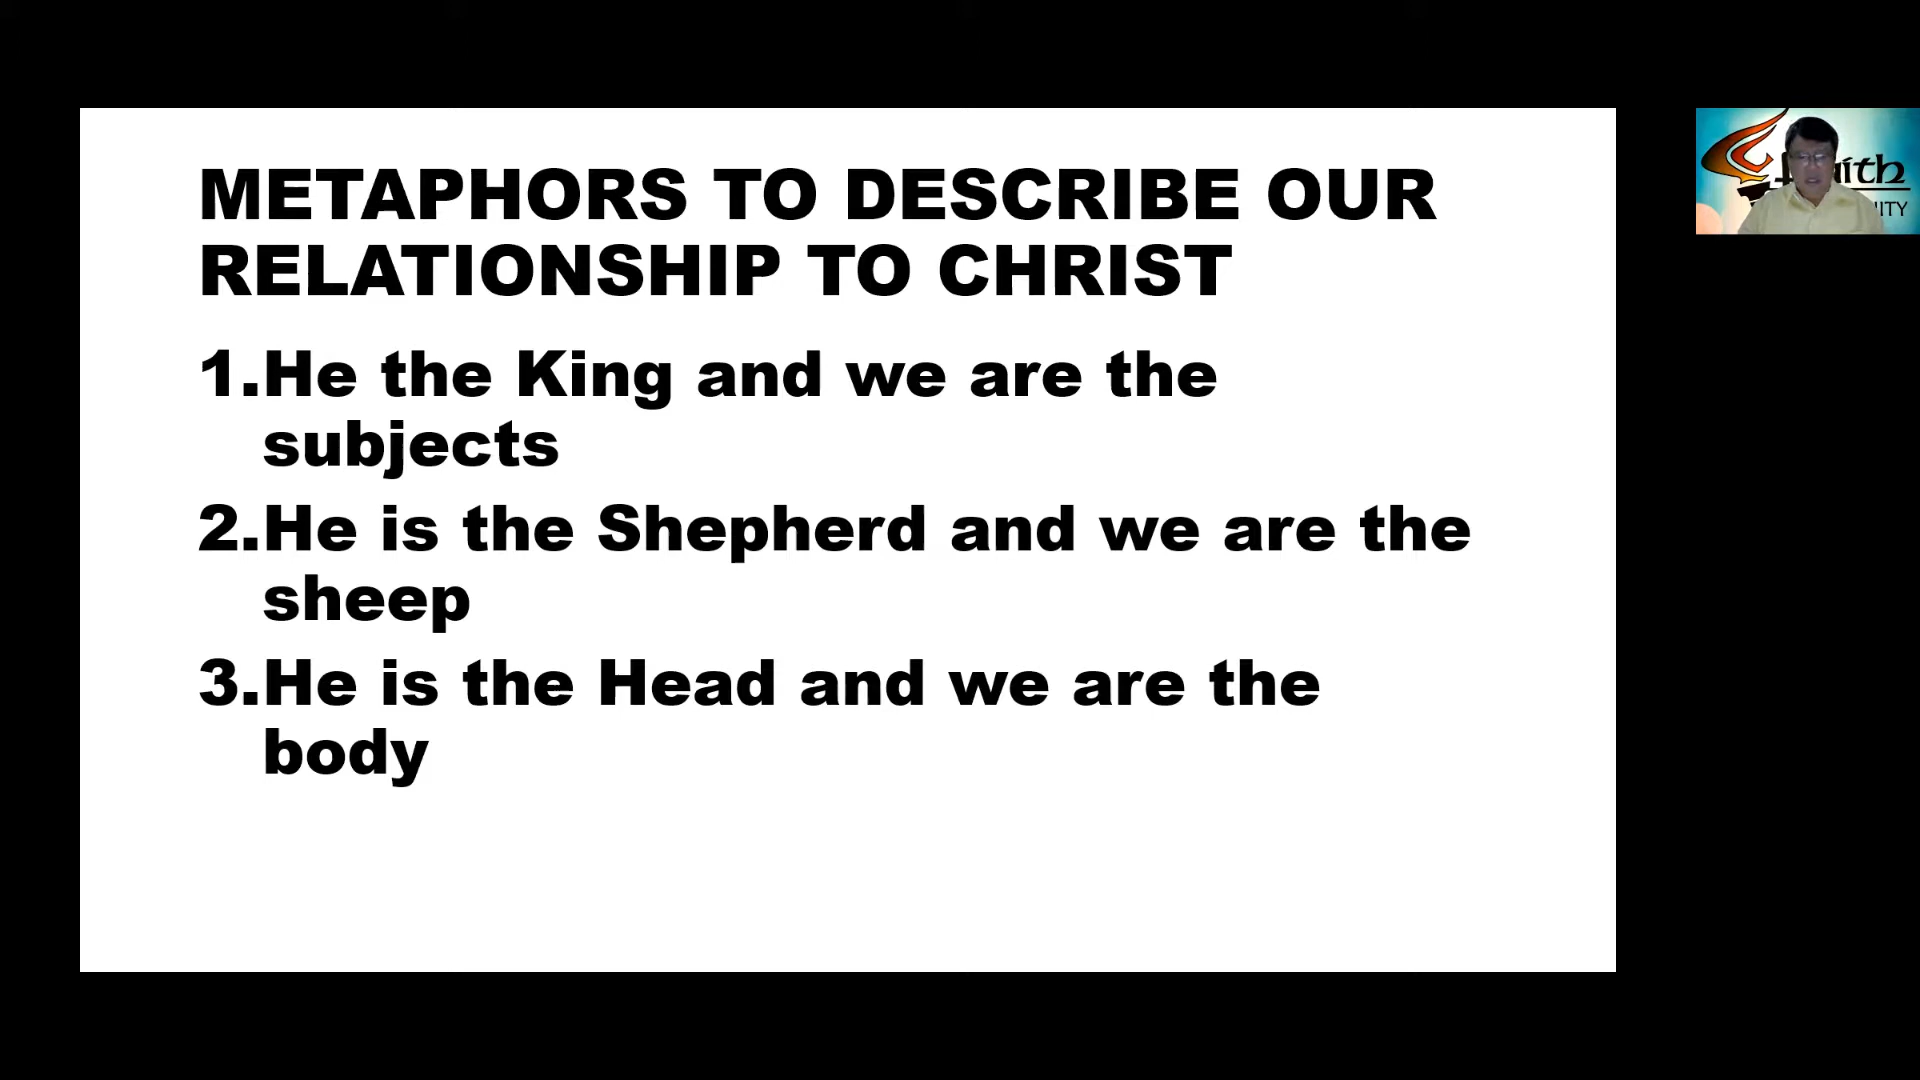 METAPHORS TO DESCRIBE OUR
RELATIONSHIP TO CHRIST
1.He the King and we are the
subjects
2.He is the Shepherd and we are the
sheep
3.He is the Head and we are the
body